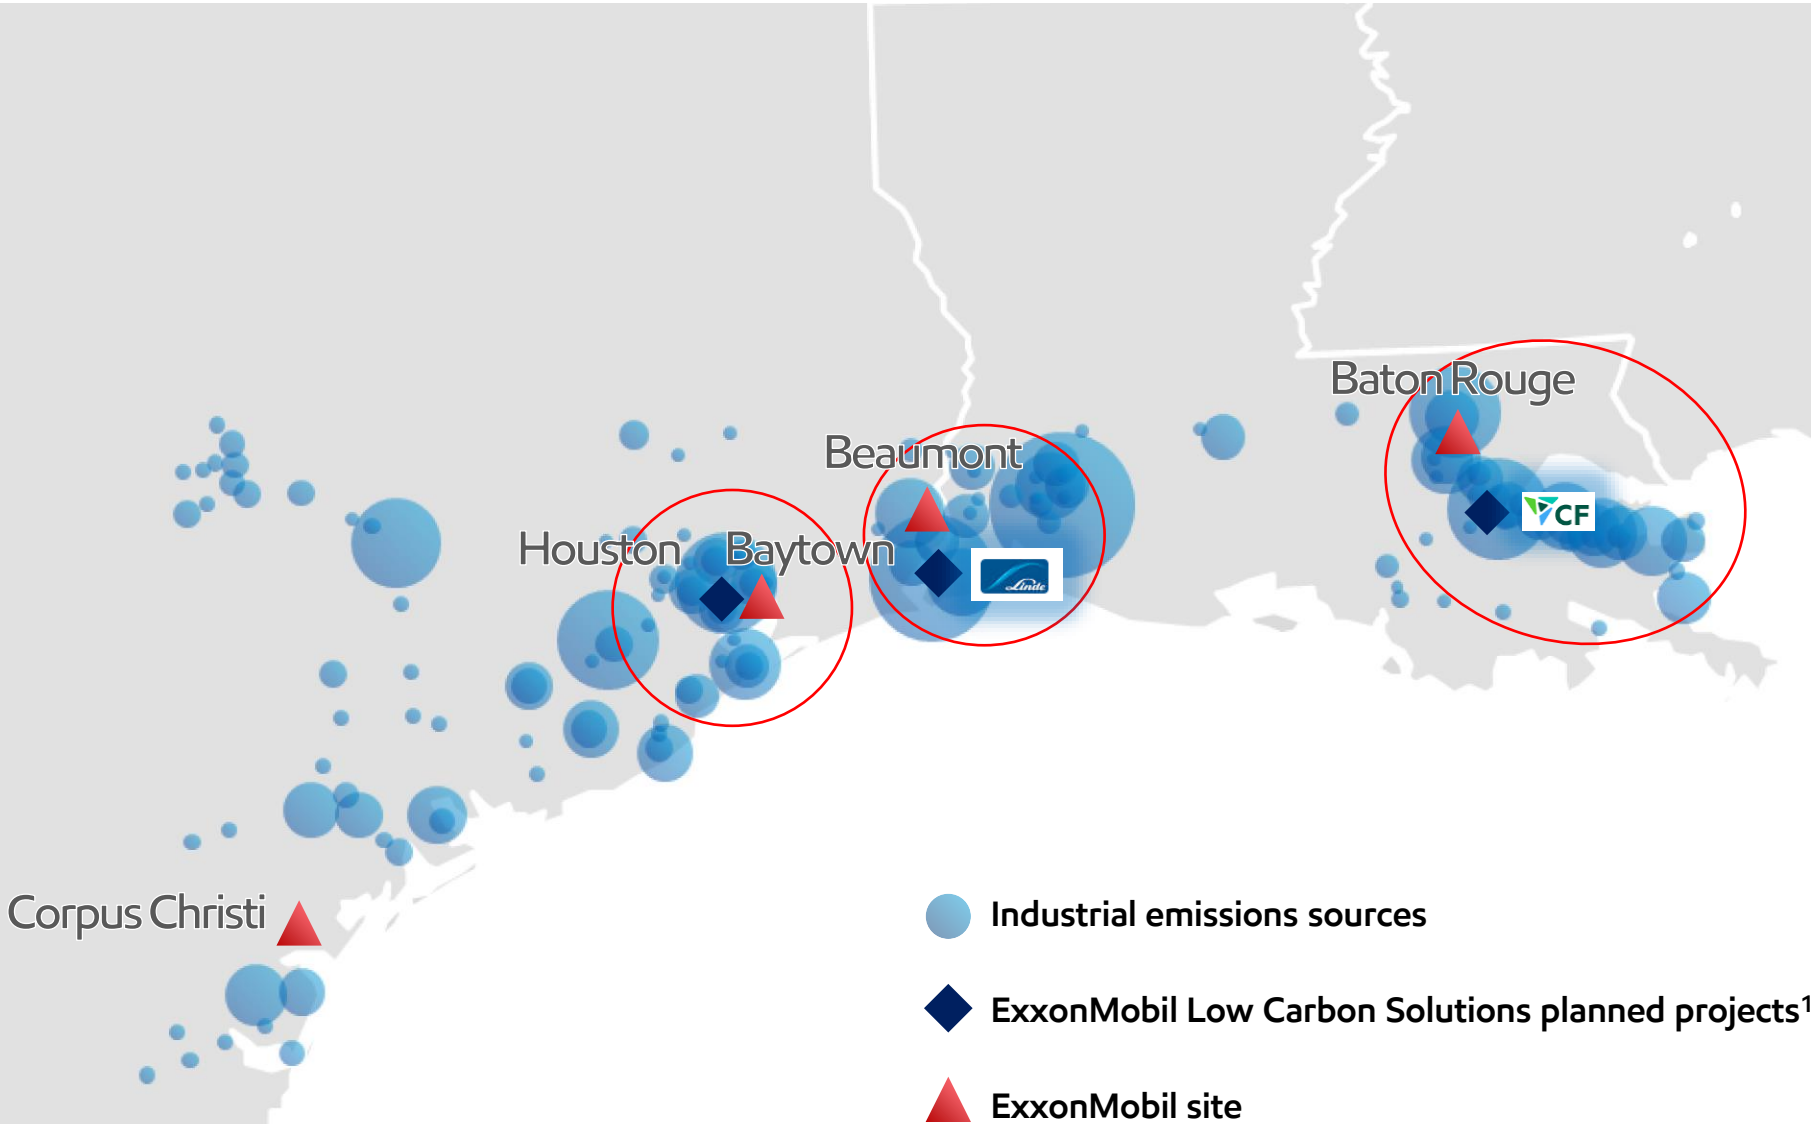 Baton Rouge
Beaumont
CF
Houston Baytown
Linde
Corpus Christi
Industrial emissions sources
ExxonMobil Low Carbon Solutions planned projects¹
ExxonMobil site